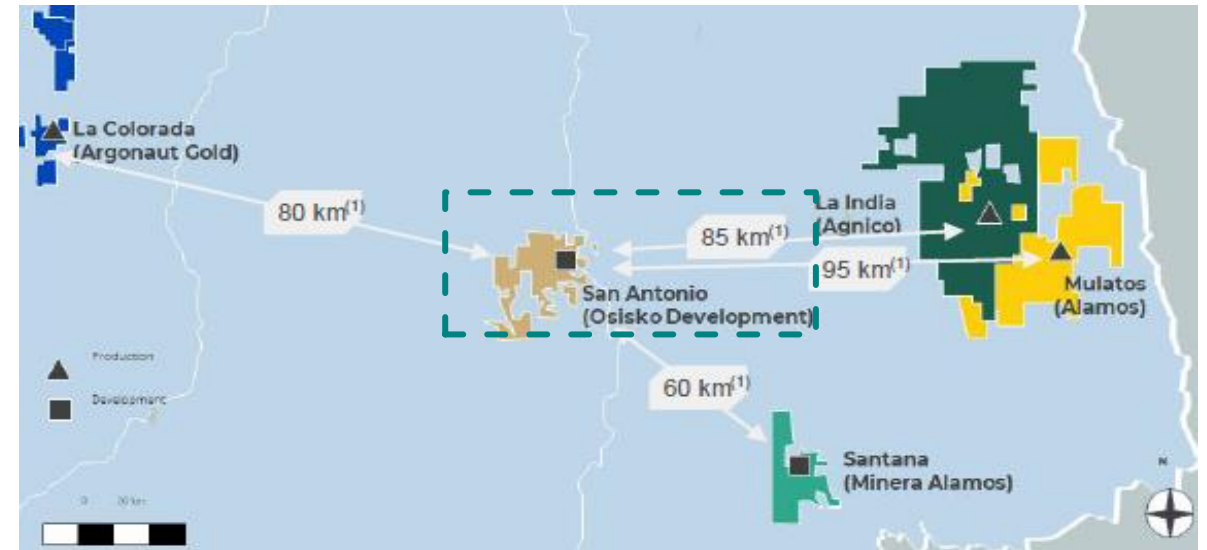 La Colorada
(Argonaut Gold)
80 km(1)
La India
(Agnico)
85 km(1)
95 km(1)
San Antonio
(Osisko Development)
Mulatos
(Alamos)
Production
Development
60 km(1)
Santana
(Minera Alamos)
N
0